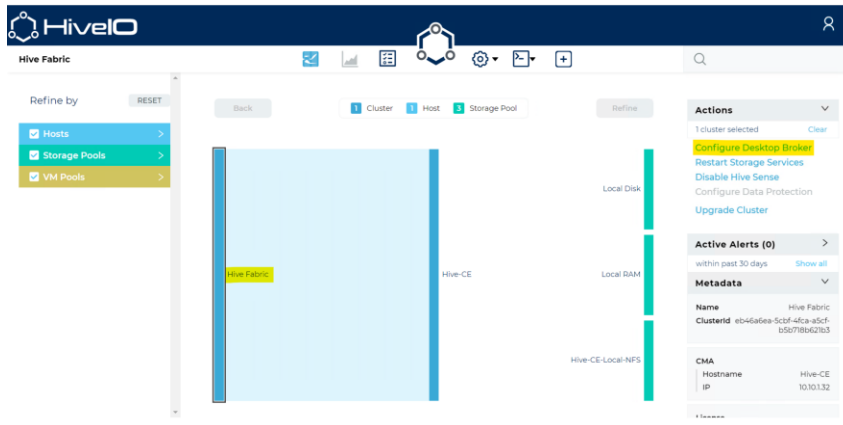 HiveIO
Hive Fabric
Refine by
RESET
Hosts
Storage Pools
VM Pools
Back
1 Cluster 1 Host 3 Storage Pool
Refine
Hive Fabric
Hive-CE
Local Disk
Local RAM
Hive-CE-Local-NFS
Actions
1 cluster selected Clear
Configure Desktop Broker
Restart Storage Services
Disable Hive Sense
Configure Data Protection
Upgrade Cluster
Active Alerts (0)
within past 30 days Show all
Metadata
Name Hive Fabric
ClusterId eb46a6ea-5cbf-4fca-a5cf-
b5b718b621b3
CMA
Hostname Hive-CE
IP 10.10.1.32